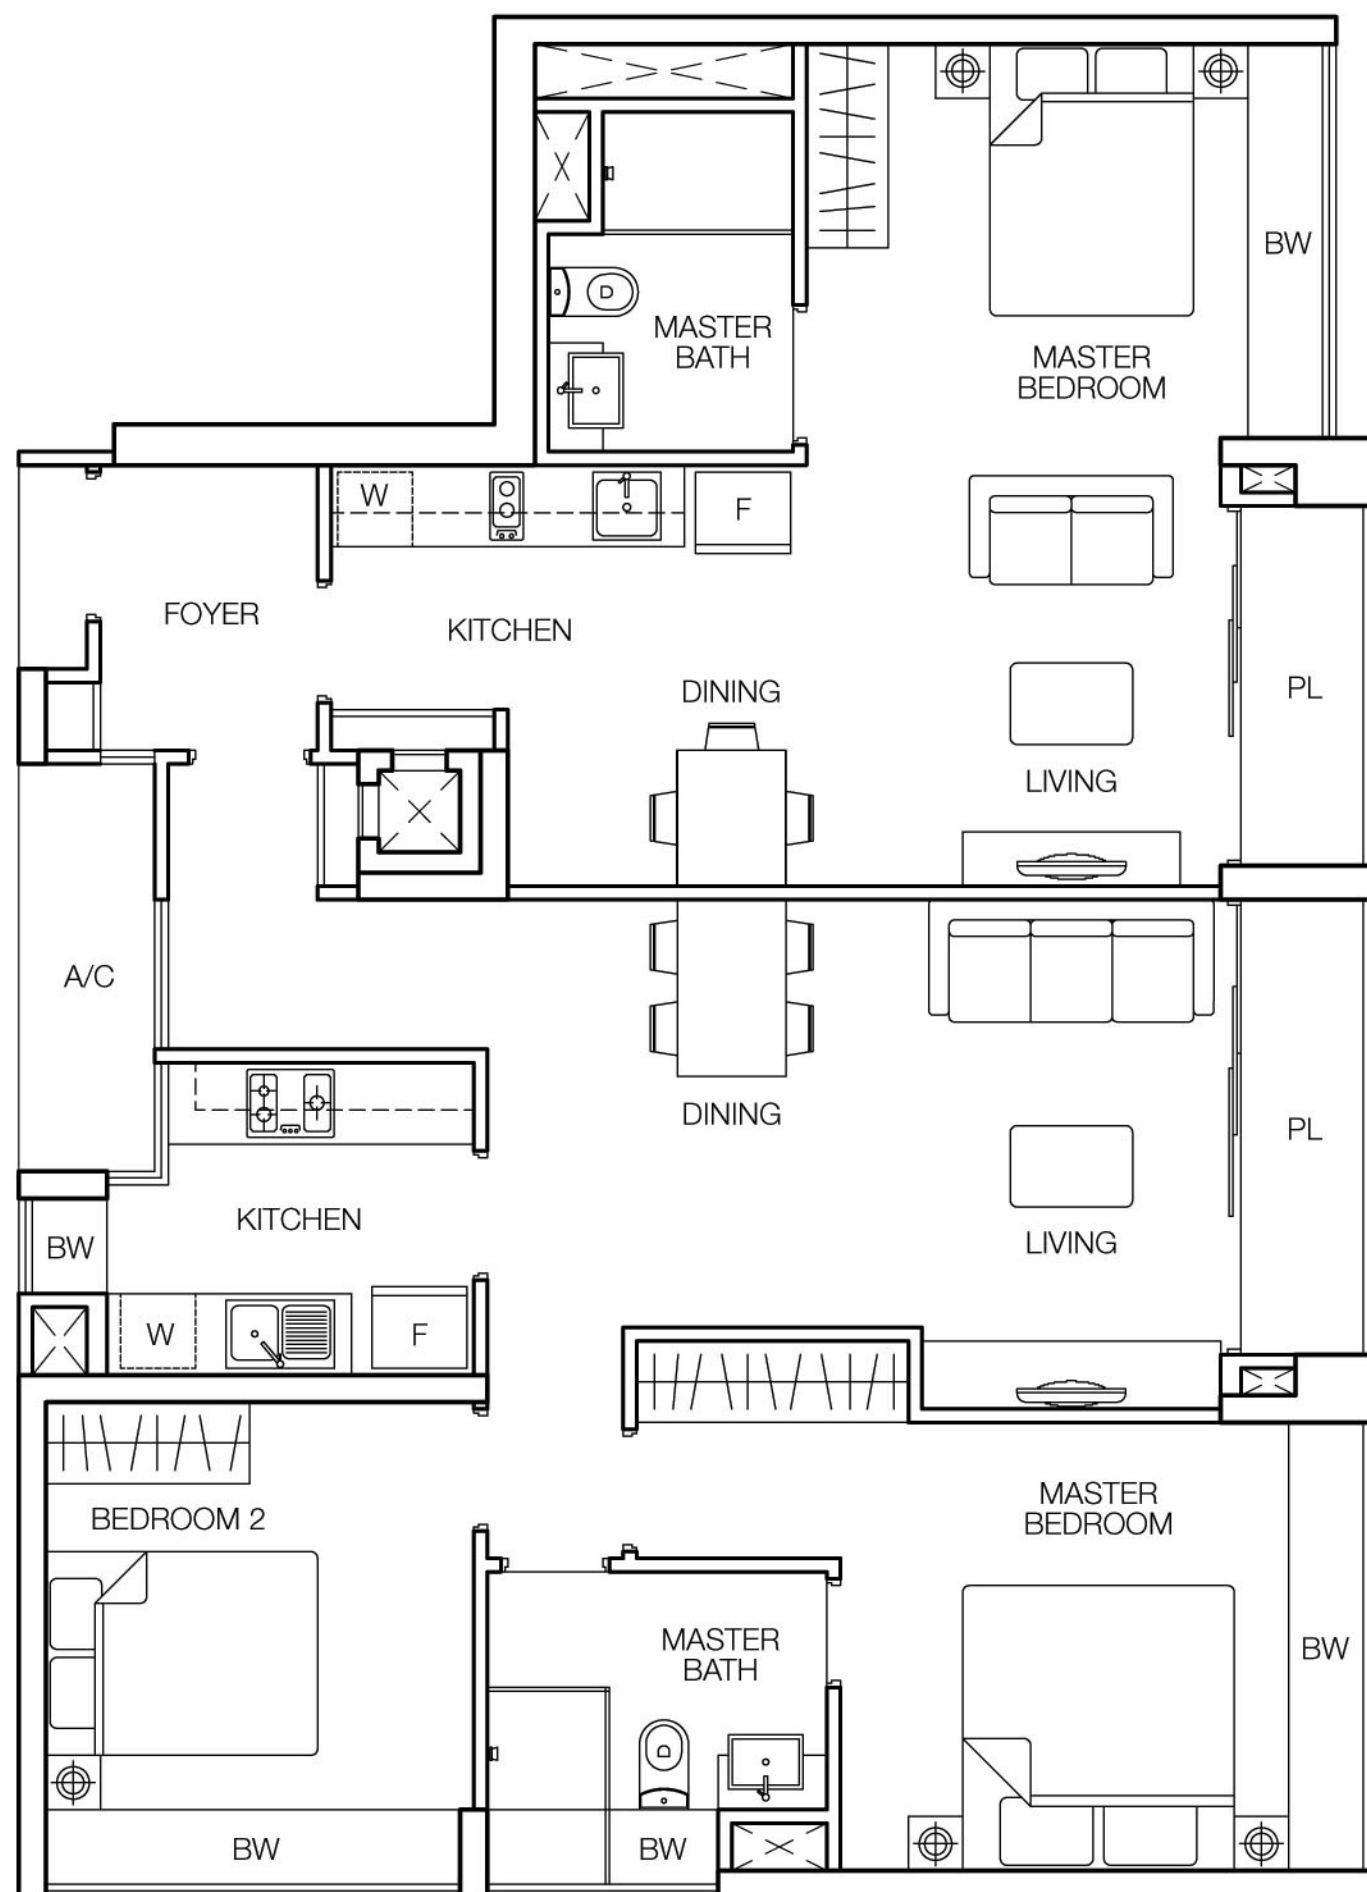 BW
MASTER
BATH
MASTER
BEDROOM
W
F
FOYER
KITCHEN
DINING
PL
LIVING
A/C
DINING
PL
KITCHEN
LIVING
BW
W
F
BEDROOM 2
MASTER
BEDROOM
MASTER
BATH
BW
BW
BW